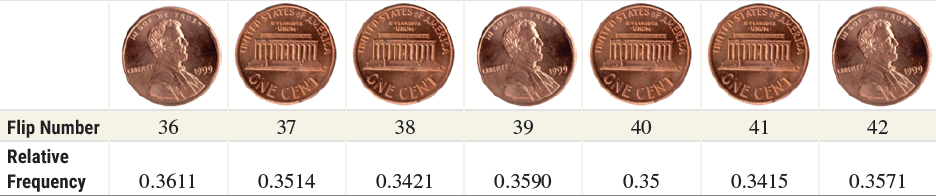 IN GOD WE TRUST
LIBERTY
1999
UNITED STATES OF AMERICA
E PLURIBUS
UNUM
ONE CENT
UNITED STATES OF AMERICA
E PLURIBUS
UNUM
ONE CENT
IN GOD WE TRUST
LIBERTY
1999
UNITED STATES OF AMERICA
E PLURIBUS
UNUM
ONE CENT
UNITED STATES OF AMERICA
E PLURIBUS
UNUM
ONE CENT
IN GOD WE TRUST
LIBERTY
1999
Flip Number 36 37 38 39 40 41 42
Relative
Frequency 0.3611 0.3514 0.3421 0.3590 0.35 0.3415 0.3571